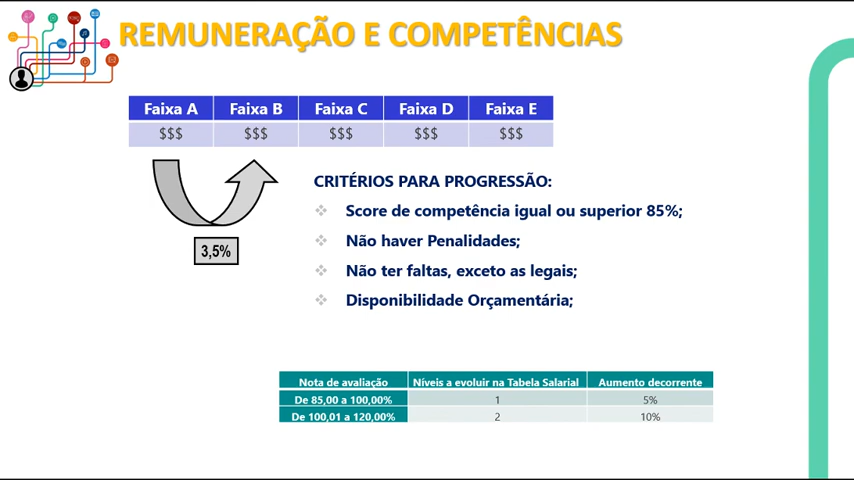 REMUNERAÇÃO E COMPETÊNCIAS
Faixa A Faixa B Faixa C Faixa D Faixa E
$$$ $$$ $$$ $$$ $$$
CRITÉRIOS PARA PROGRESSÃO:
Score de competência igual ou superior 85%;
Não haver Penalidades;
3,5%
Não ter faltas, exceto as legais;
Disponibilidade Orçamentária;
Nota de avaliação Níveis a evoluir na Tabela Salarial Aumento decorrente
De 85,00 a 100,00% 1 5%
De 100,01 a 120,00% 2 10%